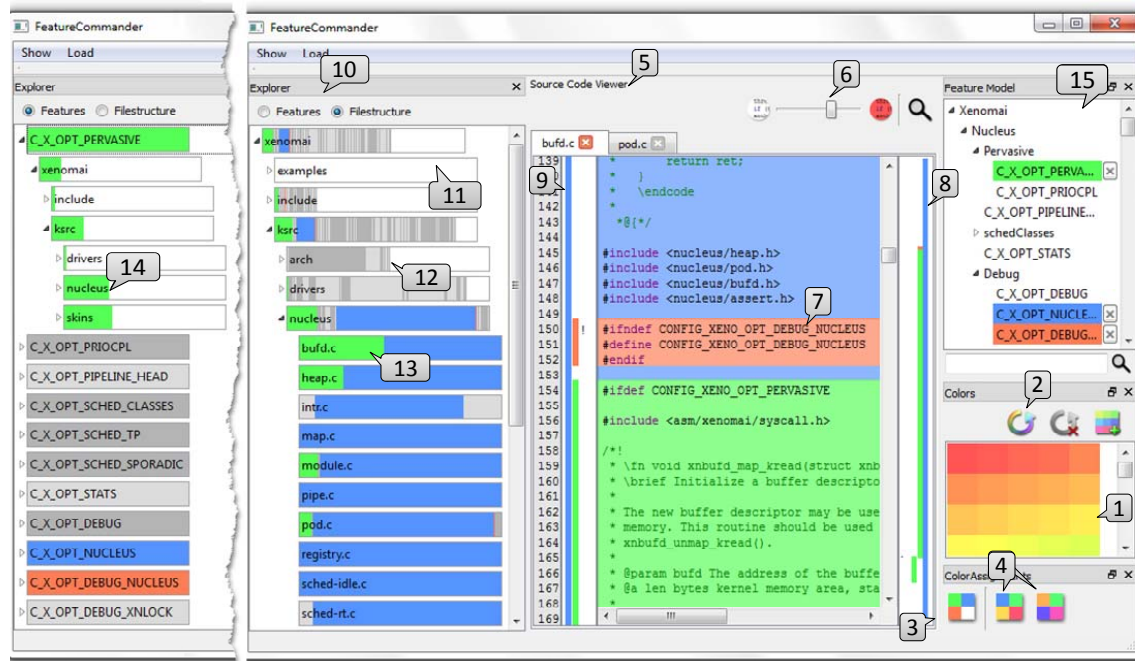 FeatureCommander
Show Load
Explorer
Features Filestructure
C_X_OPT_PERVASIVE
xenomai
include
ksrc
drivers
14
nucleus
skins
C_X_OPT_PRIOCPL
C_X_OPT_PIPELINE_HEAD
C_X_OPT_SCHED_CLASSES
C_X_OPT_SCHED_TP
C_X_OPT_SCHED_SPORADIC
C_X_OPT_STATS
C_X_OPT_DEBUG
C_X_OPT_NUCLEUS
C_X_OPT_DEBUG_NUCLEUS
C_X_OPT_DEBUG_XNLOCK
FeatureCommander
Show Load
10
Explorer
Features Filestructure
xenomai
examples
11
include
ksrc
arch
12
drivers
nucleus
bufd.c
13
heap.c
intr.c
map.c
module.c
pipe.c
pod.c
registry.c
sched-idle.c
sched-rt.c
Source Code Viewer
5
6
bufd.c pod.c
9
8
139 * return ret;
* }
* \endcode
142 *
143 *@{*/
144
145 #include <nucleus/heap.h>
146 #include <nucleus/pod.h>
147 #include <nucleus/bufd.h>
148 #include <nucleus/assert.h>
149
7
150 ! #ifndef CONFIG_XENO_OPT_DEBUG_NUCLEUS
151 #define CONFIG_XENO_OPT_DEBUG_NUCLEUS
152 #endif
153
154 #ifdef CONFIG_XENO_OPT_PERVASIVE
155
156 #include <asm/xenomai/syscall.h>
157
158 /*!
159 * \fn void xnbufd_map_kread(struct xnb
160 * \brief Initialize a buffer descripto
161 *
162 * The new buffer descriptor may be use
163 * memory. This routine should be used
164 * xnbufd_unmap_kread().
165 *
166 * @param bufd The address of the buffe
167 * @a len bytes kernel memory area, sta
168 *
169
Feature Model
15
Xenomai
Nucleus
Pervasive
C_X_OPT_PERVA...
C_X_OPT_PRIOCPL
C_X_OPT_PIPELINE...
schedClasses
C_X_OPT_STATS
Debug
C_X_OPT_DEBUG
C_X_OPT_NUCLE...
C_X_OPT_DEBUG...
2
Colors
1
4
3